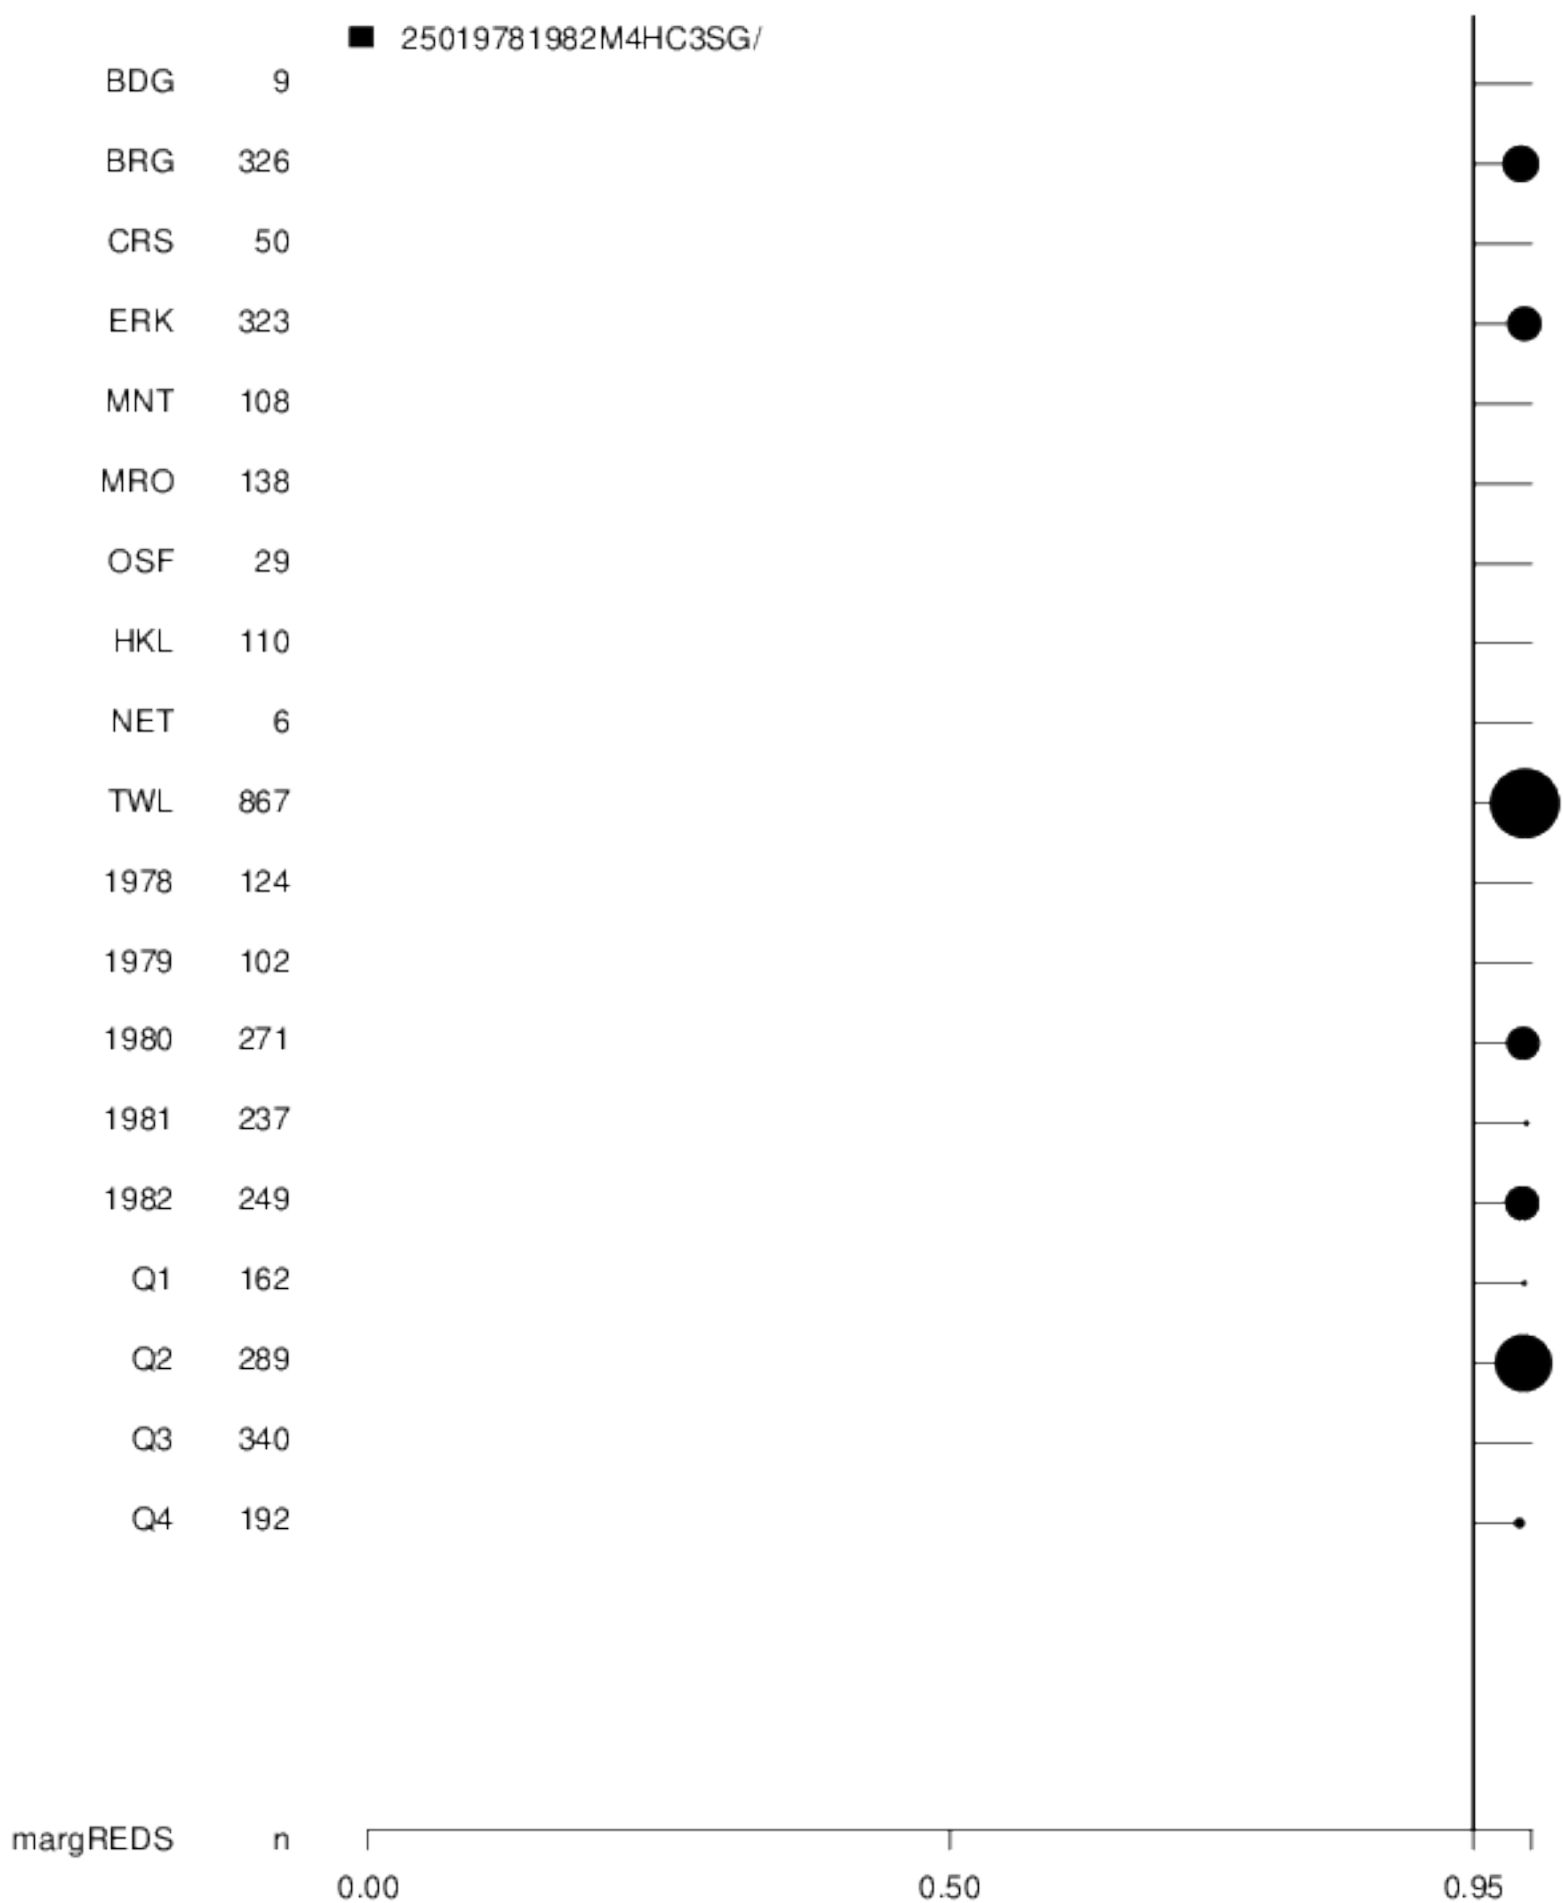 25019781982M4HC3SG/
BDG 9
BRG 326
CRS 50
ERK 323
MNT 108
MRO 138
OSF 29
HKL 110
NET 6
TWL 867
1978 124
1979 102
1980 271
1981 237
1982 249
Q1 162
Q2 289
Q3 340
Q4 192
margREDS n
0.00 0.50 0.95